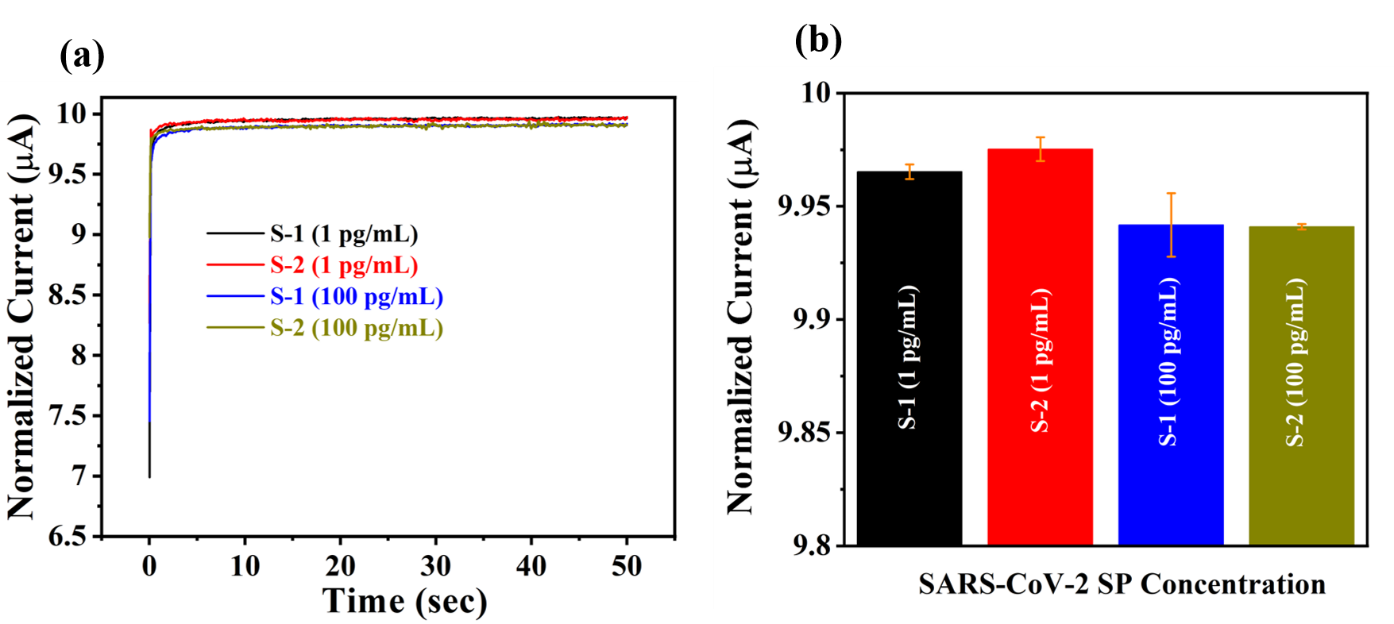 (a)
Normalized Current (μA)
10
9.5
9
8.5
8
7.5
7
6.5
S-1 (1 pg/mL)
S-2 (1 pg/mL)
S-1 (100 pg/mL)
S-2 (100 pg/mL)
0 10 20 30 40 50
Time (sec)
(b)
Normalized Current (μA)
10
9.95
9.9
9.85
9.8
S-1 (1 pg/mL)
S-2 (1 pg/mL)
S-1 (100 pg/mL)
S-2 (100 pg/mL)
SARS-CoV-2 SP Concentration